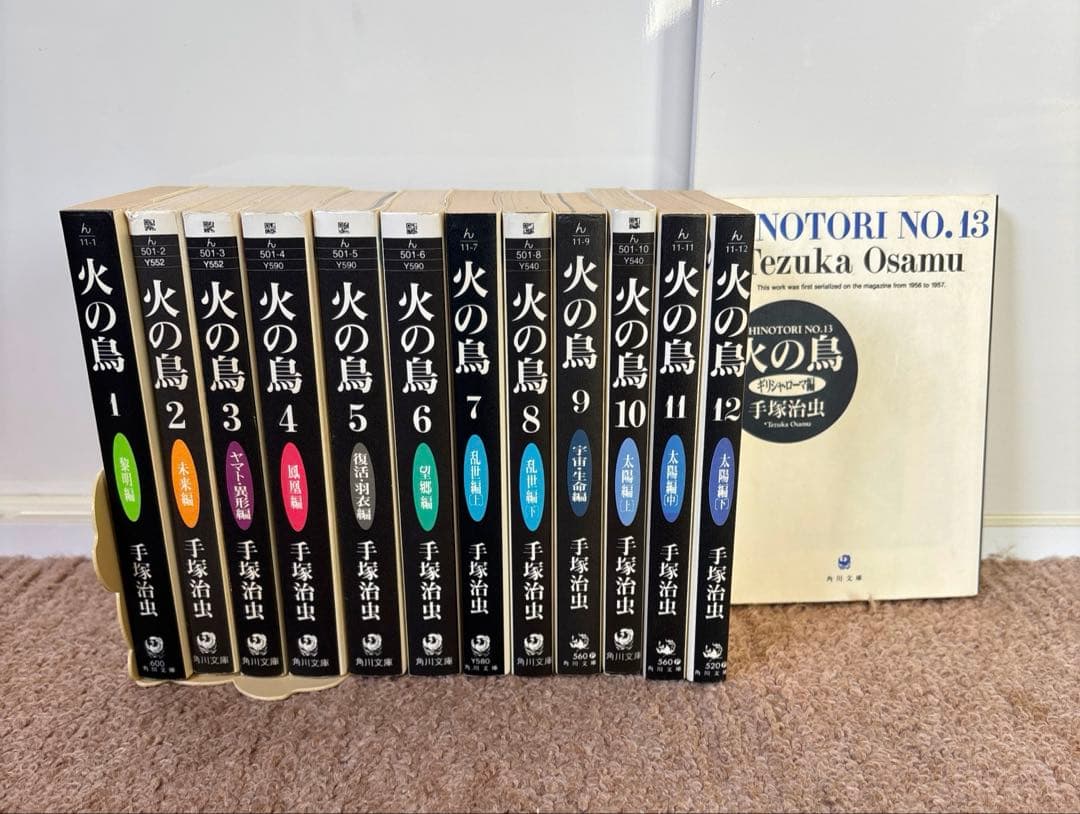 ん
11-1
火の鳥
1
黎明編
手塚治虫
600
角川文庫
ん
501-2
Y552
火の鳥
2
未来編
手塚治虫
角川文庫
ん
501-3
Y552
火の鳥
3
ヤマト・異形編
手塚治虫
角川文庫
ん
501-4
Y590
火の鳥
4
鳳凰編
手塚治虫
角川文庫
ん
501-5
Y590
火の鳥
5
復活・羽衣編
手塚治虫
角川文庫
ん
501-6
Y590
火の鳥
6
望郷編
手塚治虫
角川文庫
ん
11-7
火の鳥
7
乱世編[上]
手塚治虫
Y580
角川文庫
ん
501-8
Y540
火の鳥
8
乱世編[下]
手塚治虫
角川文庫
ん
11-9
火の鳥
9
宇宙・生命編
手塚治虫
560
角川文庫
ん
501-10
Y540
火の鳥
10
太陽編[上]
手塚治虫
角川文庫
ん
11-11
火の鳥
11
太陽編[中]
手塚治虫
560
角川文庫
ん
11-12
火の鳥
12
太陽編[下]
手塚治虫
520
角川文庫
INOTORI NO.13
Tezuka Osamu
This work was first serialized on the magazine from 1956 to 1957.
HINOTORI NO.13
火の鳥
ギリシャ・ローマ編
手塚治虫
*Tezuka Osamu
角川文庫